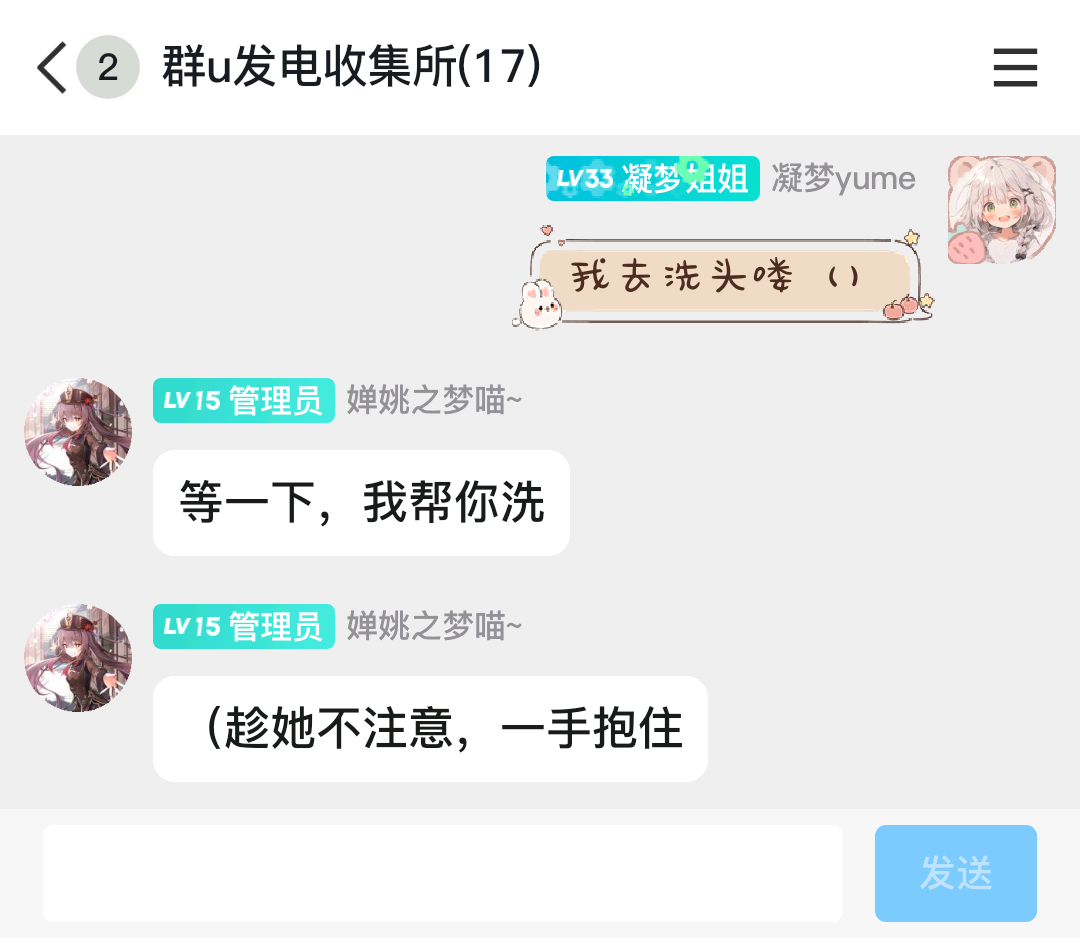 2 群u发电收集所(17)
LV33 凝梦姐姐 凝梦yume
我去洗头喽（）
LV15 管理员 婵姚之梦喵~
等一下，我帮你洗
LV15 管理员 婵姚之梦喵~
（趁她不注意，一手抱住
发送